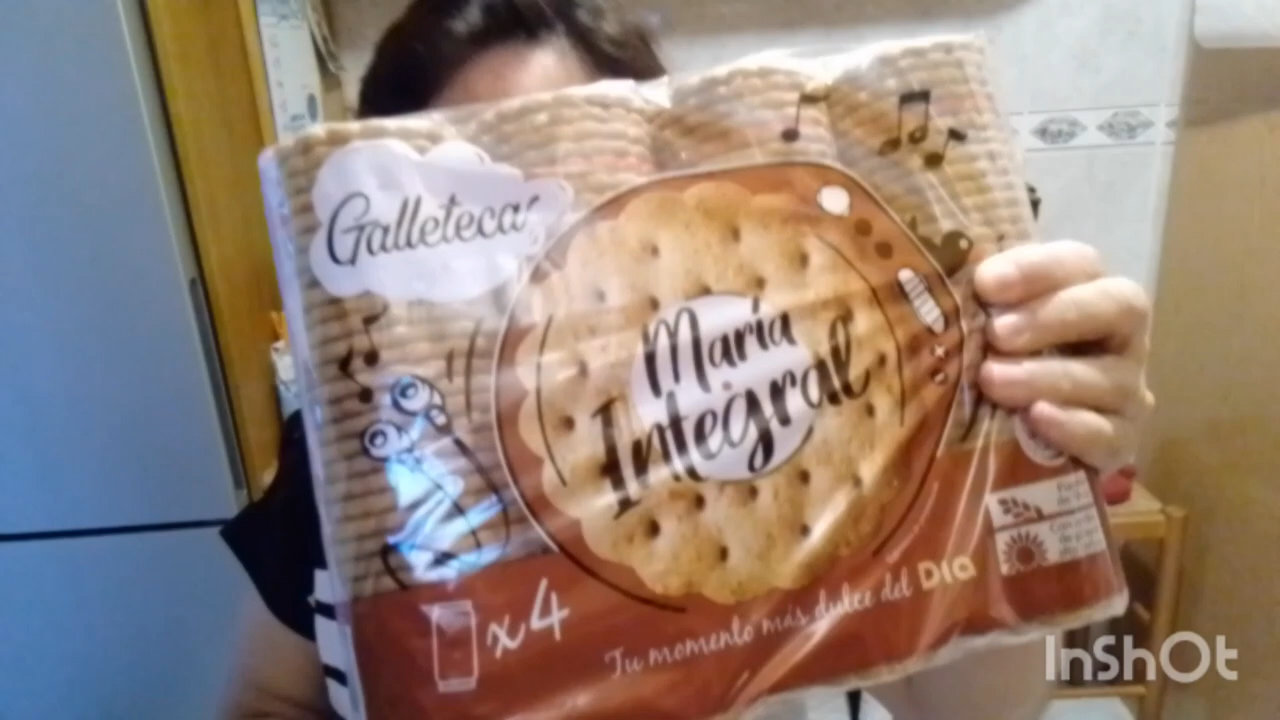 Galleteca
María
Integral
x4
Tu momento más dulce del Dia
InShOt